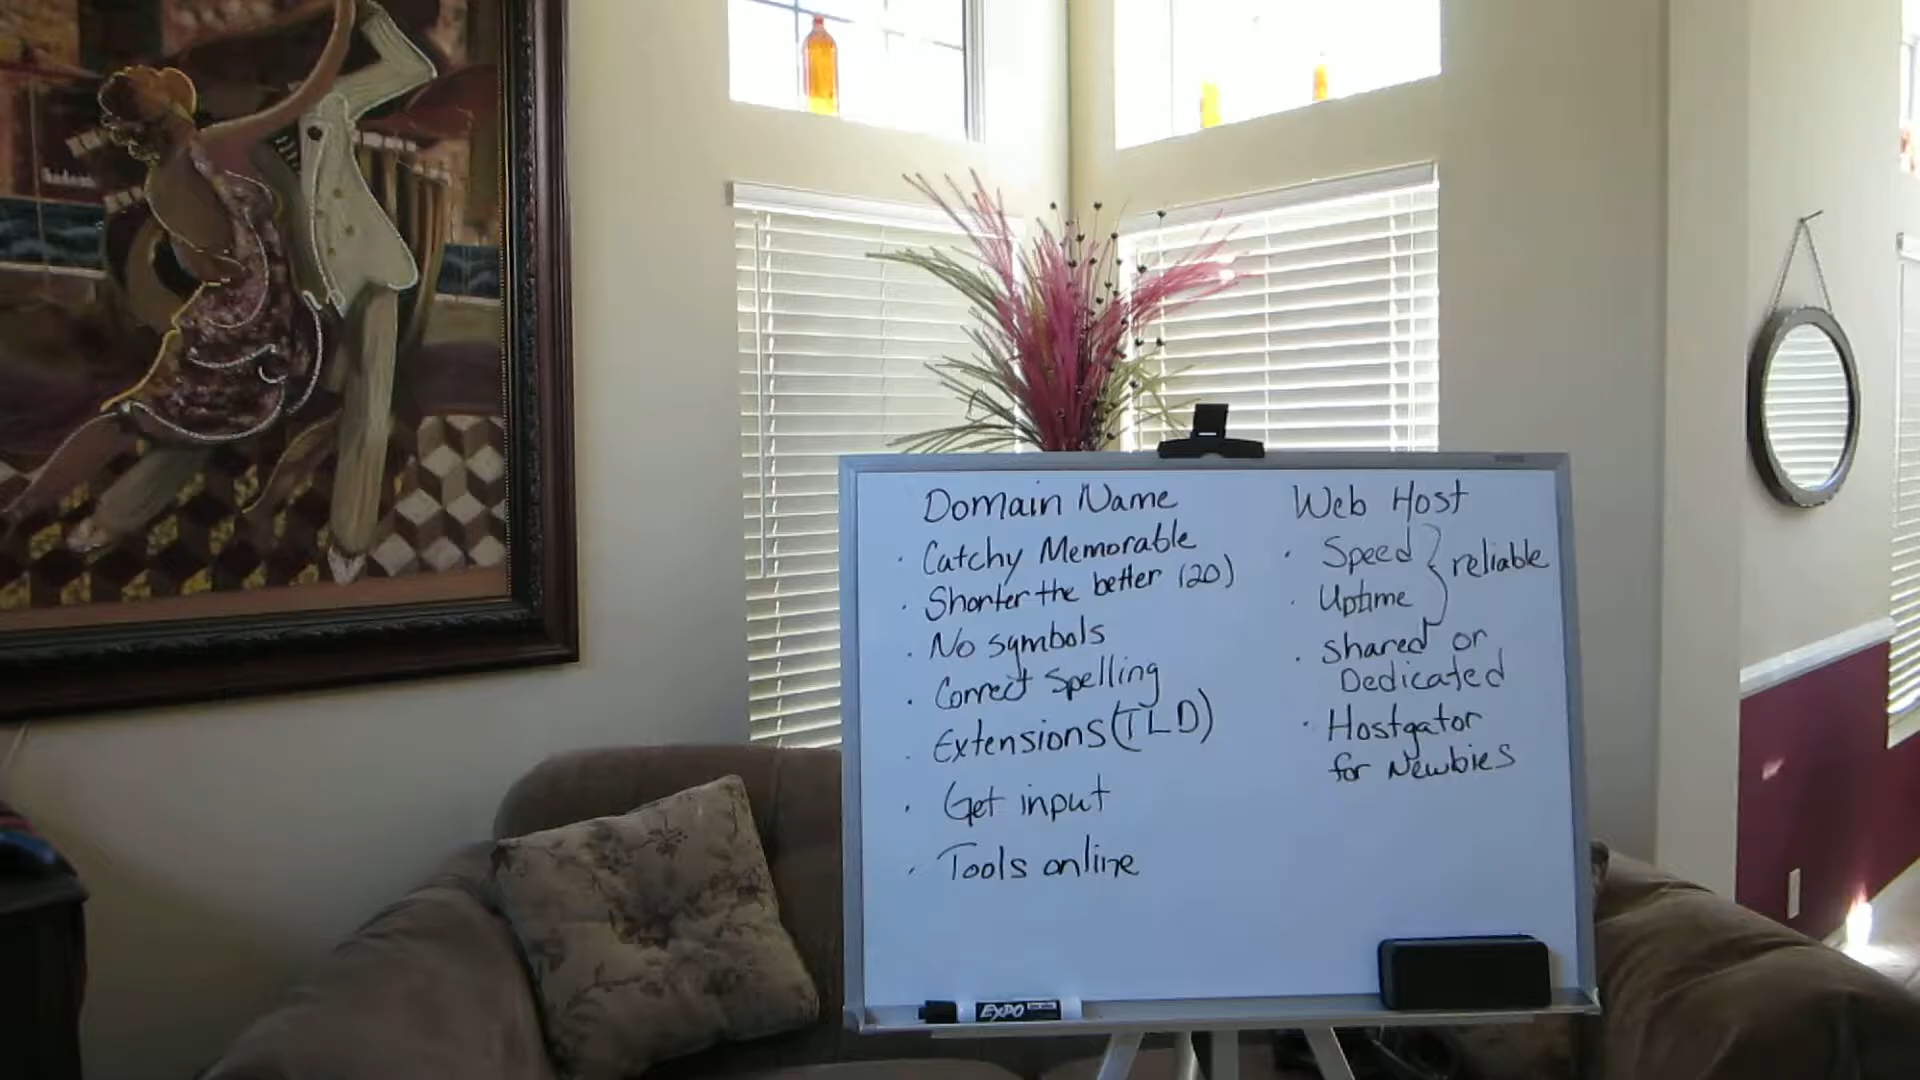 Domain Name
· Catchy Memorable
· Shorter the better (20)
· No symbols
· Correct Spelling
· Extensions (TLD)
· Get input
· Tools online
Web Host
· Speed } reliable
· Uptime
· Shared or
Dedicated
· Hostgator
for Newbies
EXPO